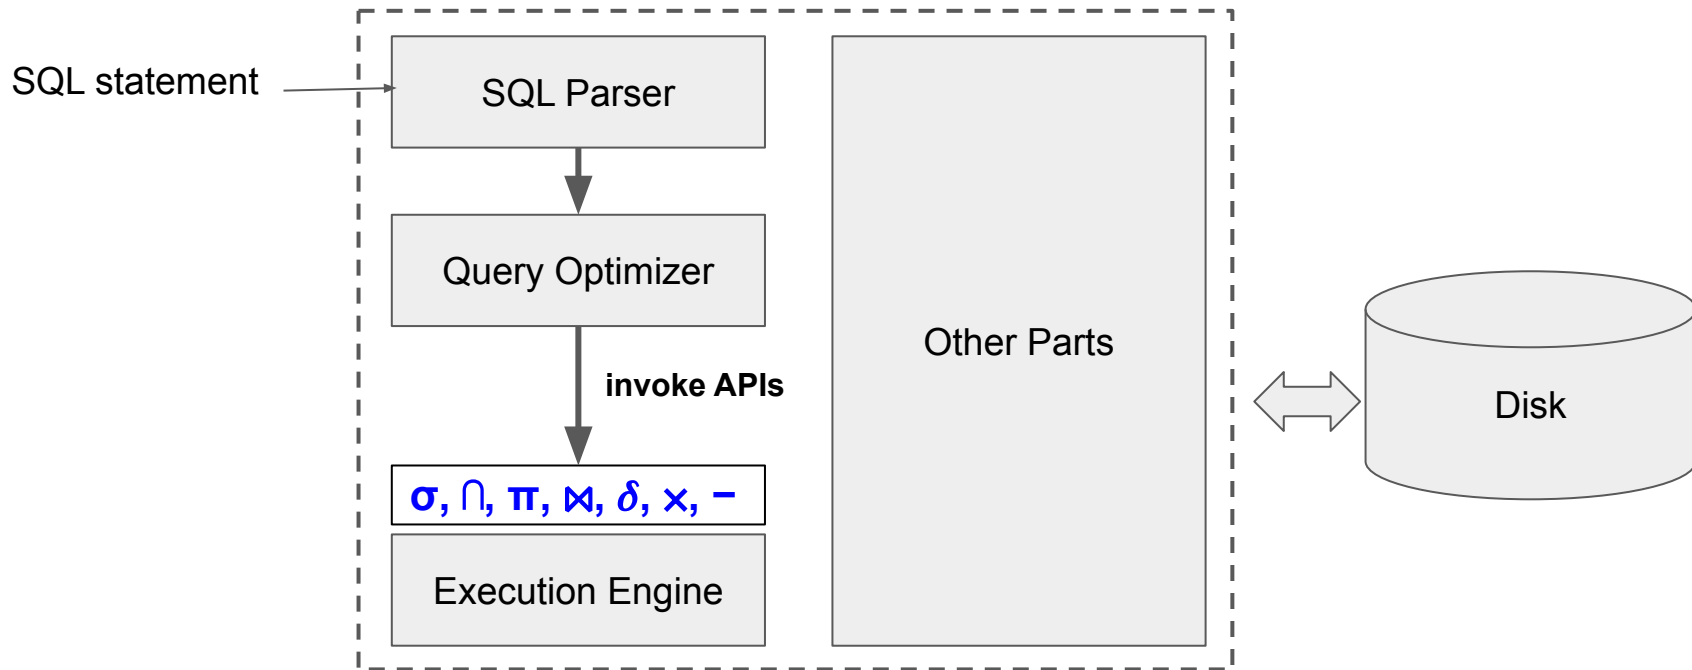 SQL statement
SQL Parser
Query Optimizer
invoke APIs
σ, ∩, π, ⋈, δ, ×, −
Execution Engine
Other Parts
Disk